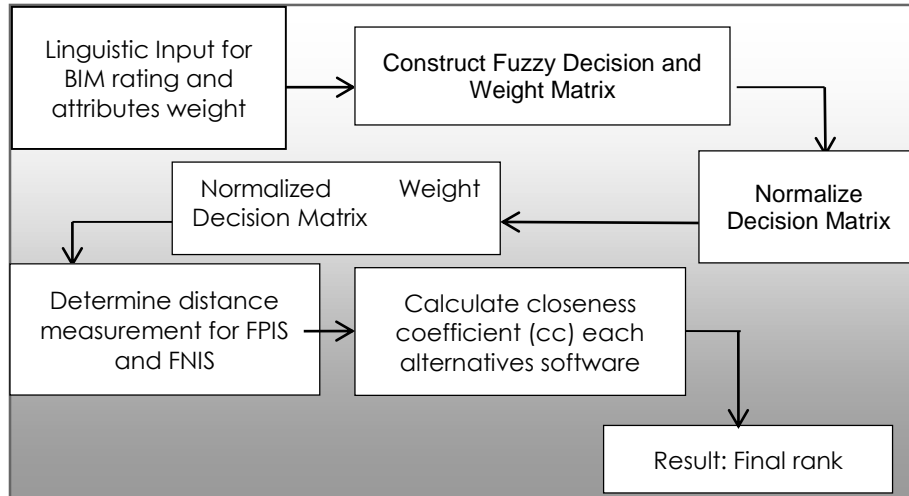 Linguistic Input for
BIM rating and
attributes weight
Construct Fuzzy Decision and
Weight Matrix
Normalize
Decision Matrix
Normalized Weight
Decision Matrix
Determine distance
measurement for FPIS
and FNIS
Calculate closeness
coefficient (cc) each
alternatives software
Result: Final rank